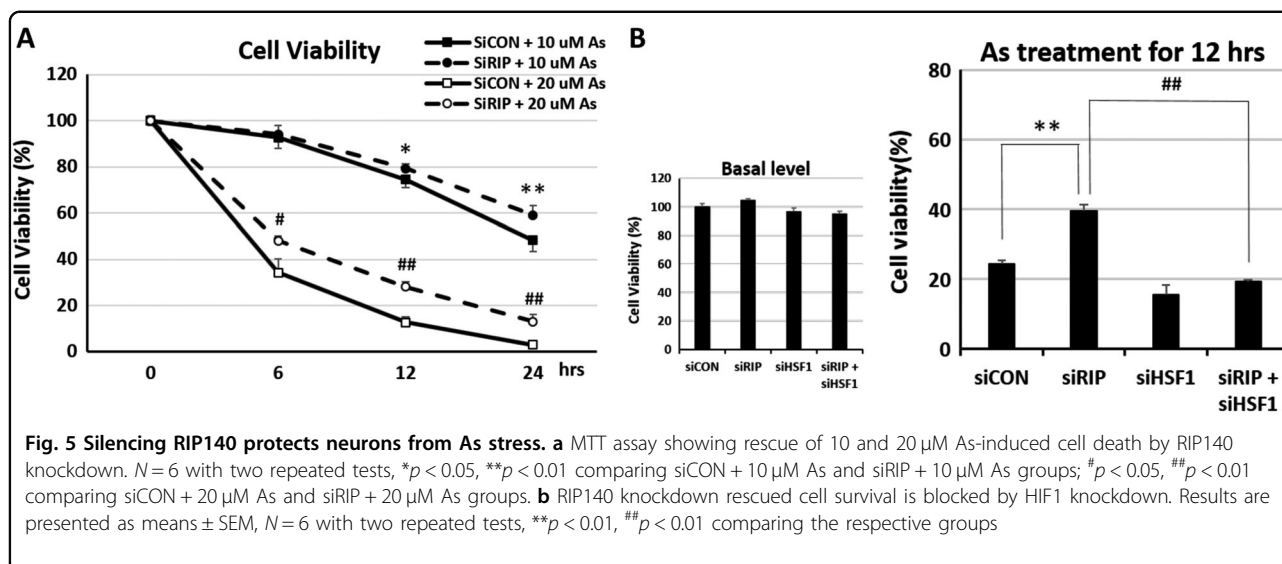 A
Cell Viability
SiCON + 10 uM As
SiRIP + 10 uM As
SiCON + 20 uM As
SiRIP + 20 uM As
Cell Viability (%)
120
100
80
60
40
20
0
*
**
#
##
##
0 6 12 24 hrs
B
Basal level
Cell Viability (%)
120
100
80
60
40
20
0
siCON siRIP siHSF1 siRIP +
siHSF1
As treatment for 12 hrs
Cell viability(%)
80
60
40
20
0
**
##
siCON siRIP siHSF1 siRIP +
siHSF1
Fig. 5 Silencing RIP140 protects neurons from As stress. a MTT assay showing rescue of 10 and 20 μM As-induced cell death by RIP140
knockdown. N = 6 with two repeated tests, *p < 0.05, **p < 0.01 comparing siCON + 10 μM As and siRIP + 10 μM As groups; #p < 0.05, ##p < 0.01
comparing siCON + 20 μM As and siRIP + 20 μM As groups. b RIP140 knockdown rescued cell survival is blocked by HIF1 knockdown. Results are
presented as means ± SEM, N = 6 with two repeated tests, **p < 0.01, ##p < 0.01 comparing the respective groups